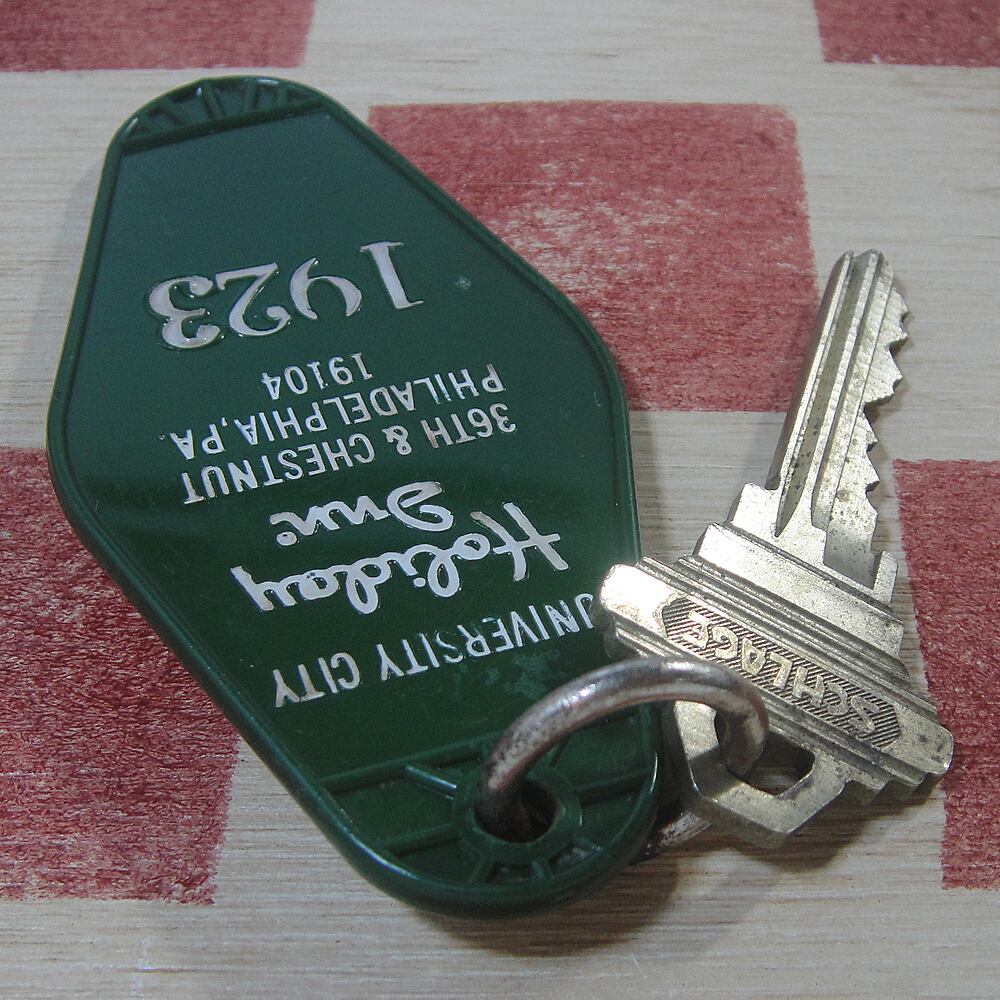 UNIVERSITY CITY
Holiday
Inn
36TH & CHESTNUT
PHILADELPHIA, PA.
19104
1923
SCHLAGE